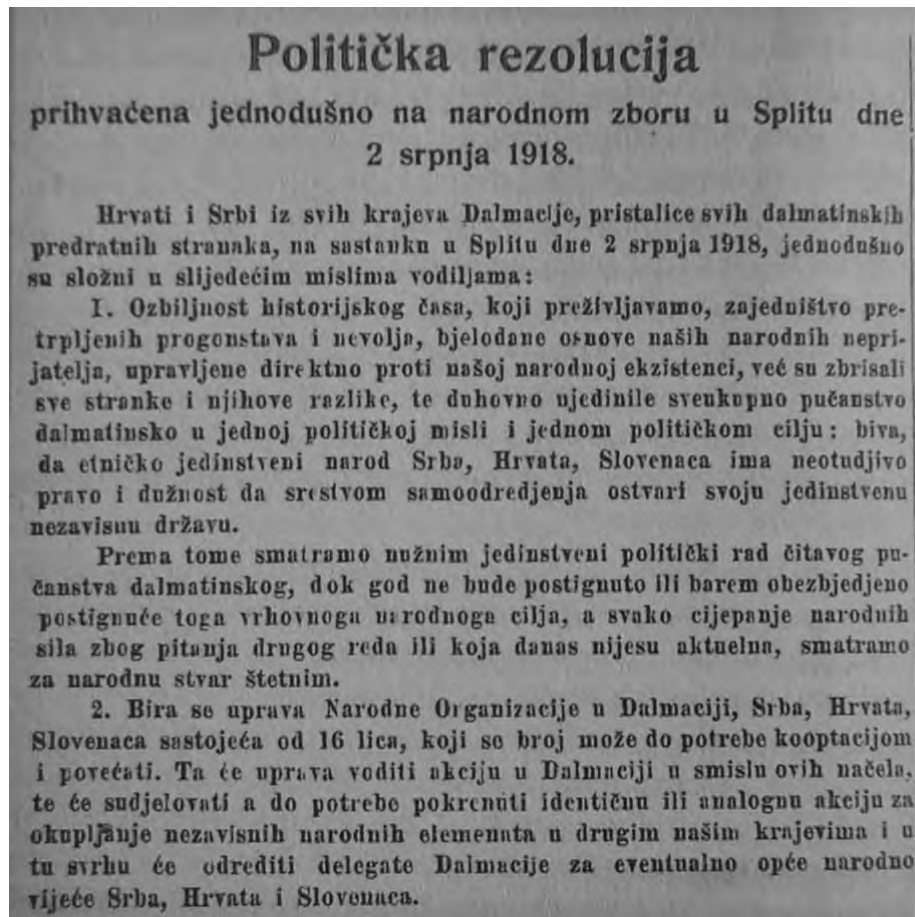 Politička rezolucija
prihvaćena jednodušno na narodnom zboru u Splitu dne
2 srpnja 1918.
Hrvati i Srbi iz svih krajeva Dalmacije, pristalice svih dalmatinskih
predratnih stranaka, na sastanku u Splitu dne 2 srpnja 1918, jednodušno
su složni u slijedećim mislima vodiljama:
1. Ozbiljnost historijskog časa, koji preživljavamo, zajedništvo pre-
trpljenih progonstava i nevolja, bjelodane osnove naših narodnih nepri-
jatelja, upravljene direktno proti našoj narodnoj ekzistenci, već su zbrisali
sve stranke i njihove razlike, te duhovno ujedinile sveukupno pučanstvo
dalmatinsko u jednoj političkoj misli i jednom političkom cilju: biva,
da etničko jedinstveni narod Srba, Hrvata, Slovenaca ima neotudjivo
pravo i dužnost da srestvom samoodredjenja ostvari svoju jedinstvenu
nezavisnu državu.
Prema tome smatramo nužnim jedinstveni politički rad čitavog pu-
čanstva dalmatinskog, dok god ne bude postignuto ili barem obezbjedjeno
postignuće toga vrhovnoga narodnoga cilja, a svako cijepanje narodnih
sila zbog pitanja drugog reda ili koja danas nijesu aktuelna, smatramo
za narodnu stvar štetnim.
2. Bira se uprava Narodne Organizacije u Dalmaciji, Srba, Hrvata,
Slovenaca sastojeća od 16 lica, koji se broj može do potrebe kooptacijom
i povećati. Ta će uprava voditi akciju u Dalmaciji u smislu ovih načela,
te će sudjelovati a do potrebe pokrenuti identičnu ili analognu akciju za
okupljanje nezavisnih narodnih elemenata u drugim našim krajevima i u
tu svrhu će odrediti delegate Dalmacije za eventualno opće narodno
vijeće Srba, Hrvata i Slovenaca.